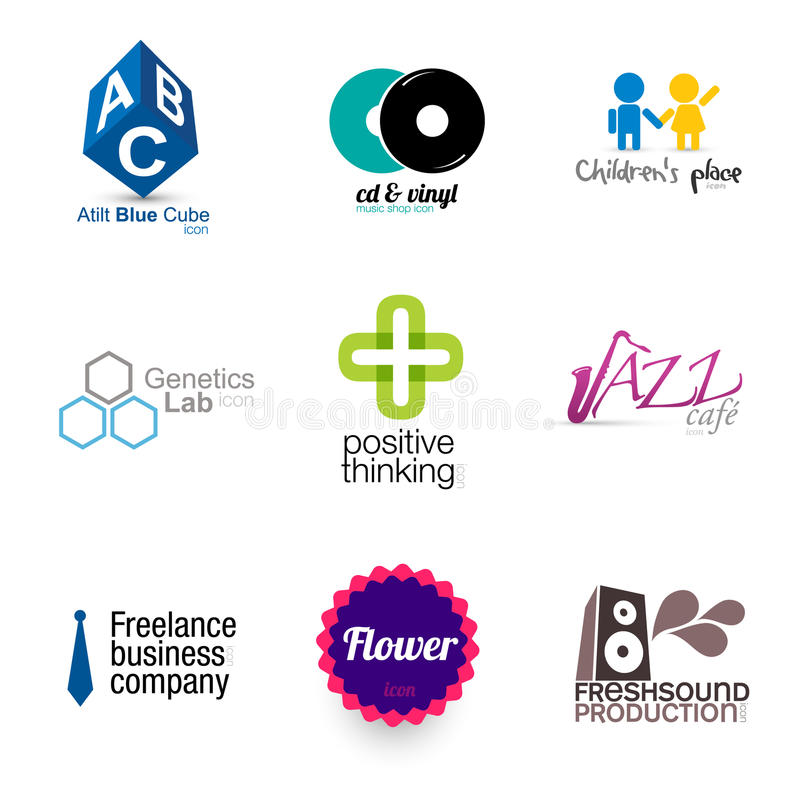 A B
C
Atilt Blue Cube
icon
cd & vinyl
music shop icon
Children's place
icon
Genetics
Lab icon
positive
thinking icon
JAZZ
café
icon
Freelance
business
company
icon
Flower
icon
FRESHSOUND
PRODUCTION icon
dreamstime